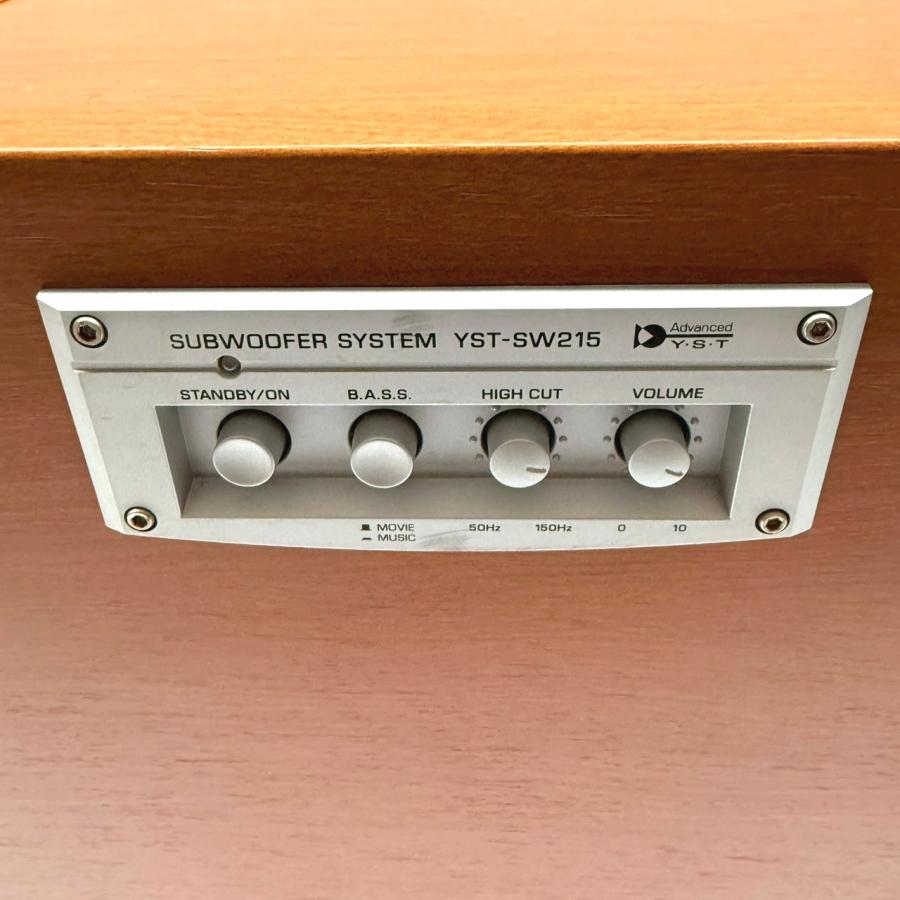 SUBWOOFER SYSTEM YST-SW215
Advanced
Y·S·T
STANDBY/ON B.A.S.S. HIGH CUT VOLUME
MOVIE 50Hz 150Hz 0 10
MUSIC